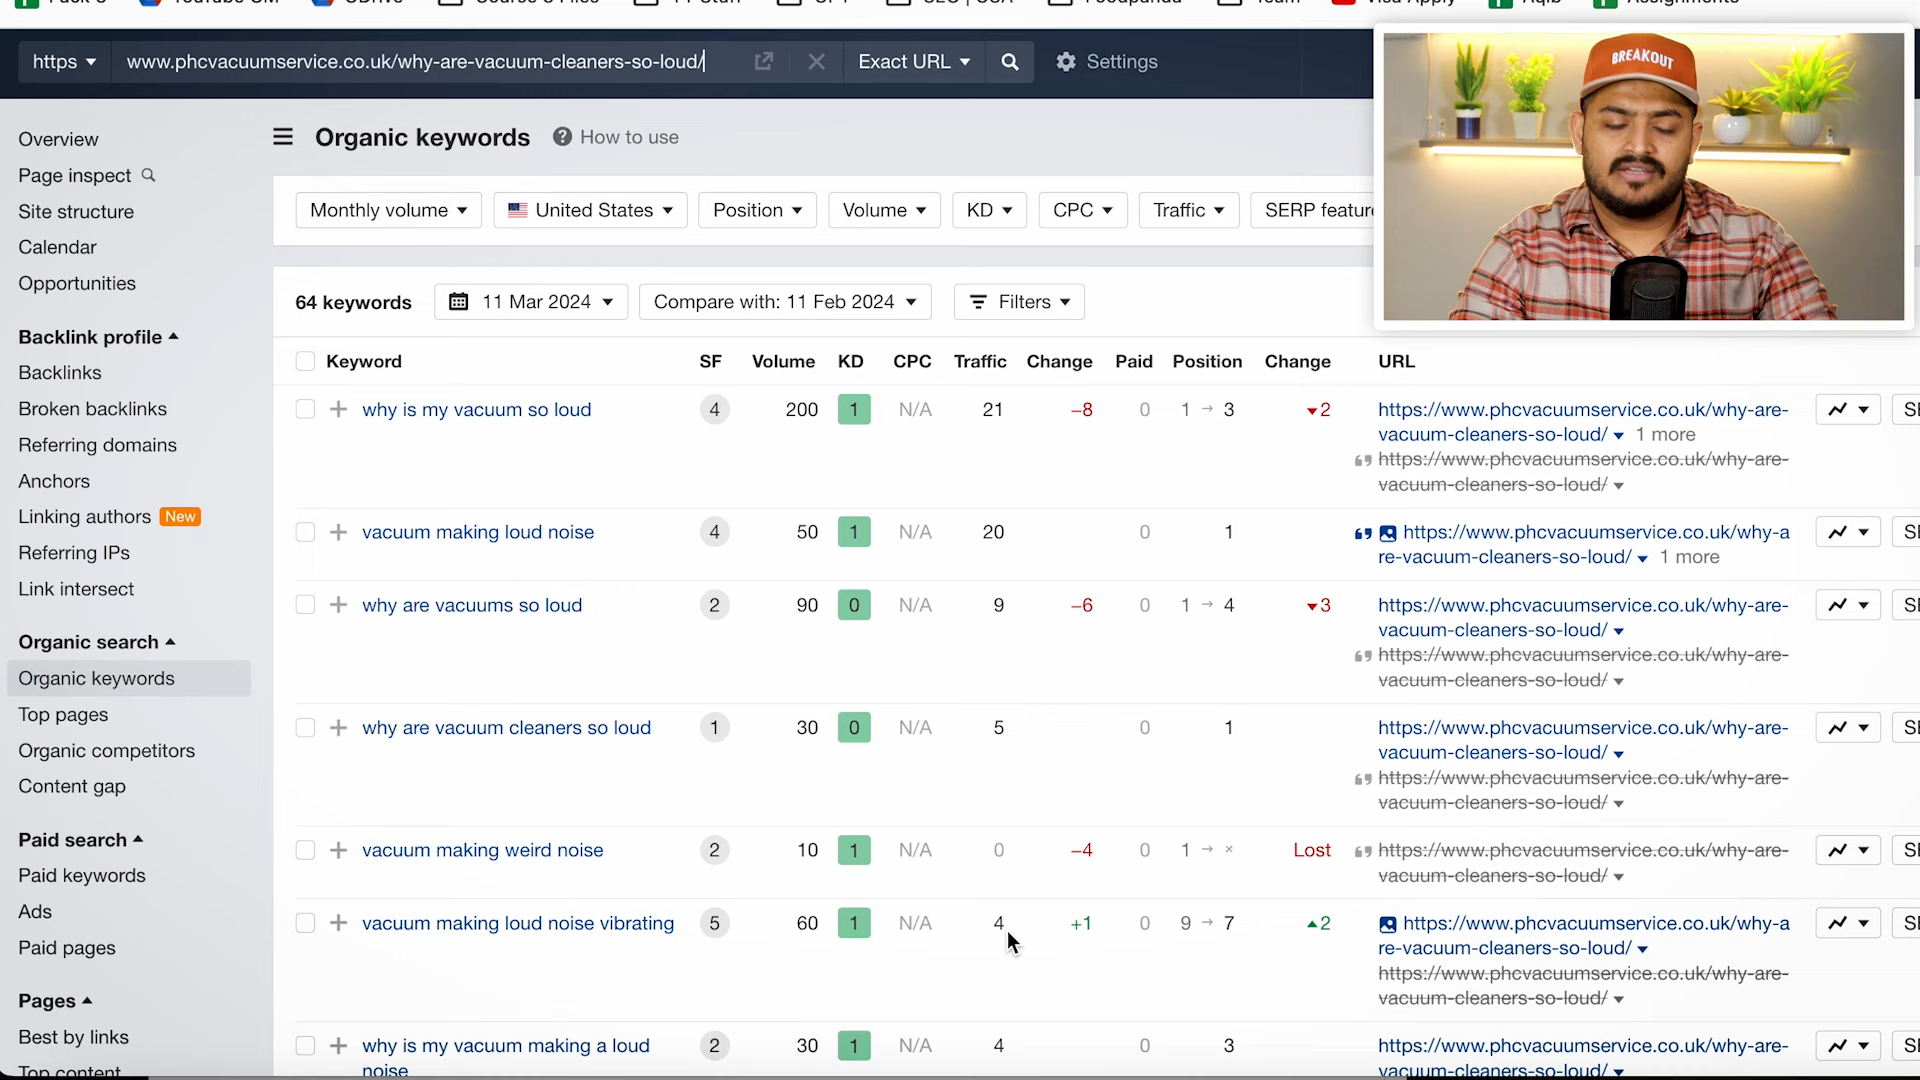 https
www.phcvacuumservice.co.uk/why-are-vacuum-cleaners-so-loud/
Exact URL
Settings
BREAKOUT
Overview
Page inspect
Site structure
Calendar
Opportunities
Backlink profile
Backlinks
Broken backlinks
Referring domains
Anchors
Linking authors New
Referring IPs
Link intersect
Organic search
Organic keywords
Top pages
Organic competitors
Content gap
Paid search
Paid keywords
Ads
Paid pages
Pages
Best by links
Top content
Organic keywords
How to use
Monthly volume United States Position Volume KD CPC Traffic SERP
64 keywords 11 Mar 2024 Compare with: 11 Feb 2024 Filters
Keyword SF Volume KD CPC Traffic Change Paid Position Change URL
why is my vacuum so loud 4 200 1 N/A 21 −8 0 1 → 3 ▼2 https://www.phcvacuumservice.co.uk/why-are-
vacuum-cleaners-so-loud/ 1 more
https://www.phcvacuumservice.co.uk/why-are-
vacuum-cleaners-so-loud/
vacuum making loud noise 4 50 1 N/A 20 0 1 https://www.phcvacuumservice.co.uk/why-a
re-vacuum-cleaners-so-loud/ 1 more
why are vacuums so loud 2 90 0 N/A 9 −6 0 1 → 4 ▼3 https://www.phcvacuumservice.co.uk/why-are-
vacuum-cleaners-so-loud/
https://www.phcvacuumservice.co.uk/why-are-
vacuum-cleaners-so-loud/
why are vacuum cleaners so loud 1 30 0 N/A 5 0 1 https://www.phcvacuumservice.co.uk/why-are-
vacuum-cleaners-so-loud/
https://www.phcvacuumservice.co.uk/why-are-
vacuum-cleaners-so-loud/
vacuum making weird noise 2 10 1 N/A 0 −4 0 1 → × Lost https://www.phcvacuumservice.co.uk/why-are-
vacuum-cleaners-so-loud/
vacuum making loud noise vibrating 5 60 1 N/A 4 +1 0 9 → 7 ▲2 https://www.phcvacuumservice.co.uk/why-a
re-vacuum-cleaners-so-loud/
https://www.phcvacuumservice.co.uk/why-are-
vacuum-cleaners-so-loud/
why is my vacuum making a loud 2 30 1 N/A 4 0 3 https://www.phcvacuumservice.co.uk/why-are-
noise vacuum-cleaners-so-loud/